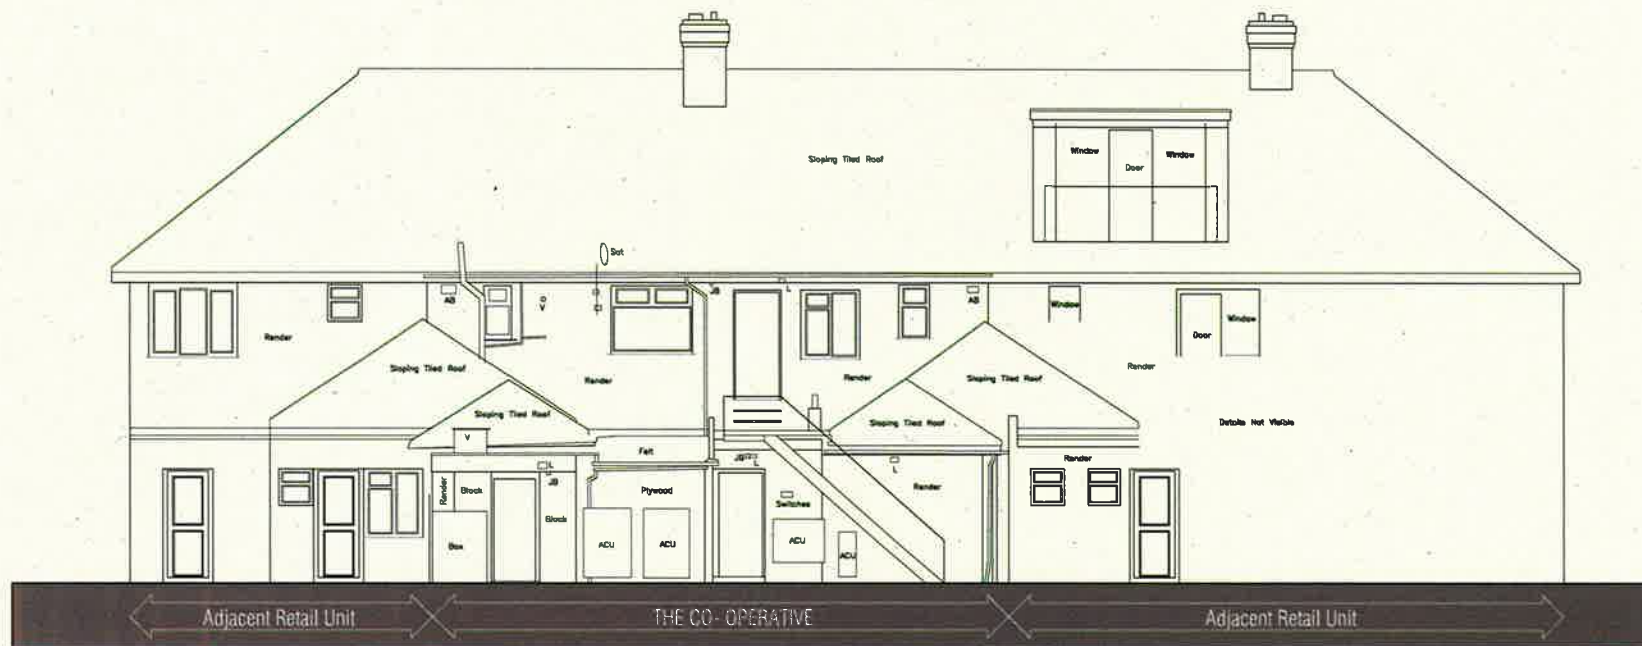 Sloping Tiled Roof
Window
Door
Window
Sat
AB
V
JB
L
AB
Window
Door
Window
Render
Sloping Tiled Roof
Render
Render
Sloping Tiled Roof
Render
Sloping Tiled Roof
Sloping Tiled Roof
Details Not Visible
V
Felt
JB
L
L
Render
L
JB
Render
Block
Block
Plywood
Switches
Render
Box
ACU
ACU
ACU
ACU
Adjacent Retail Unit
THE CO-OPERATIVE
Adjacent Retail Unit